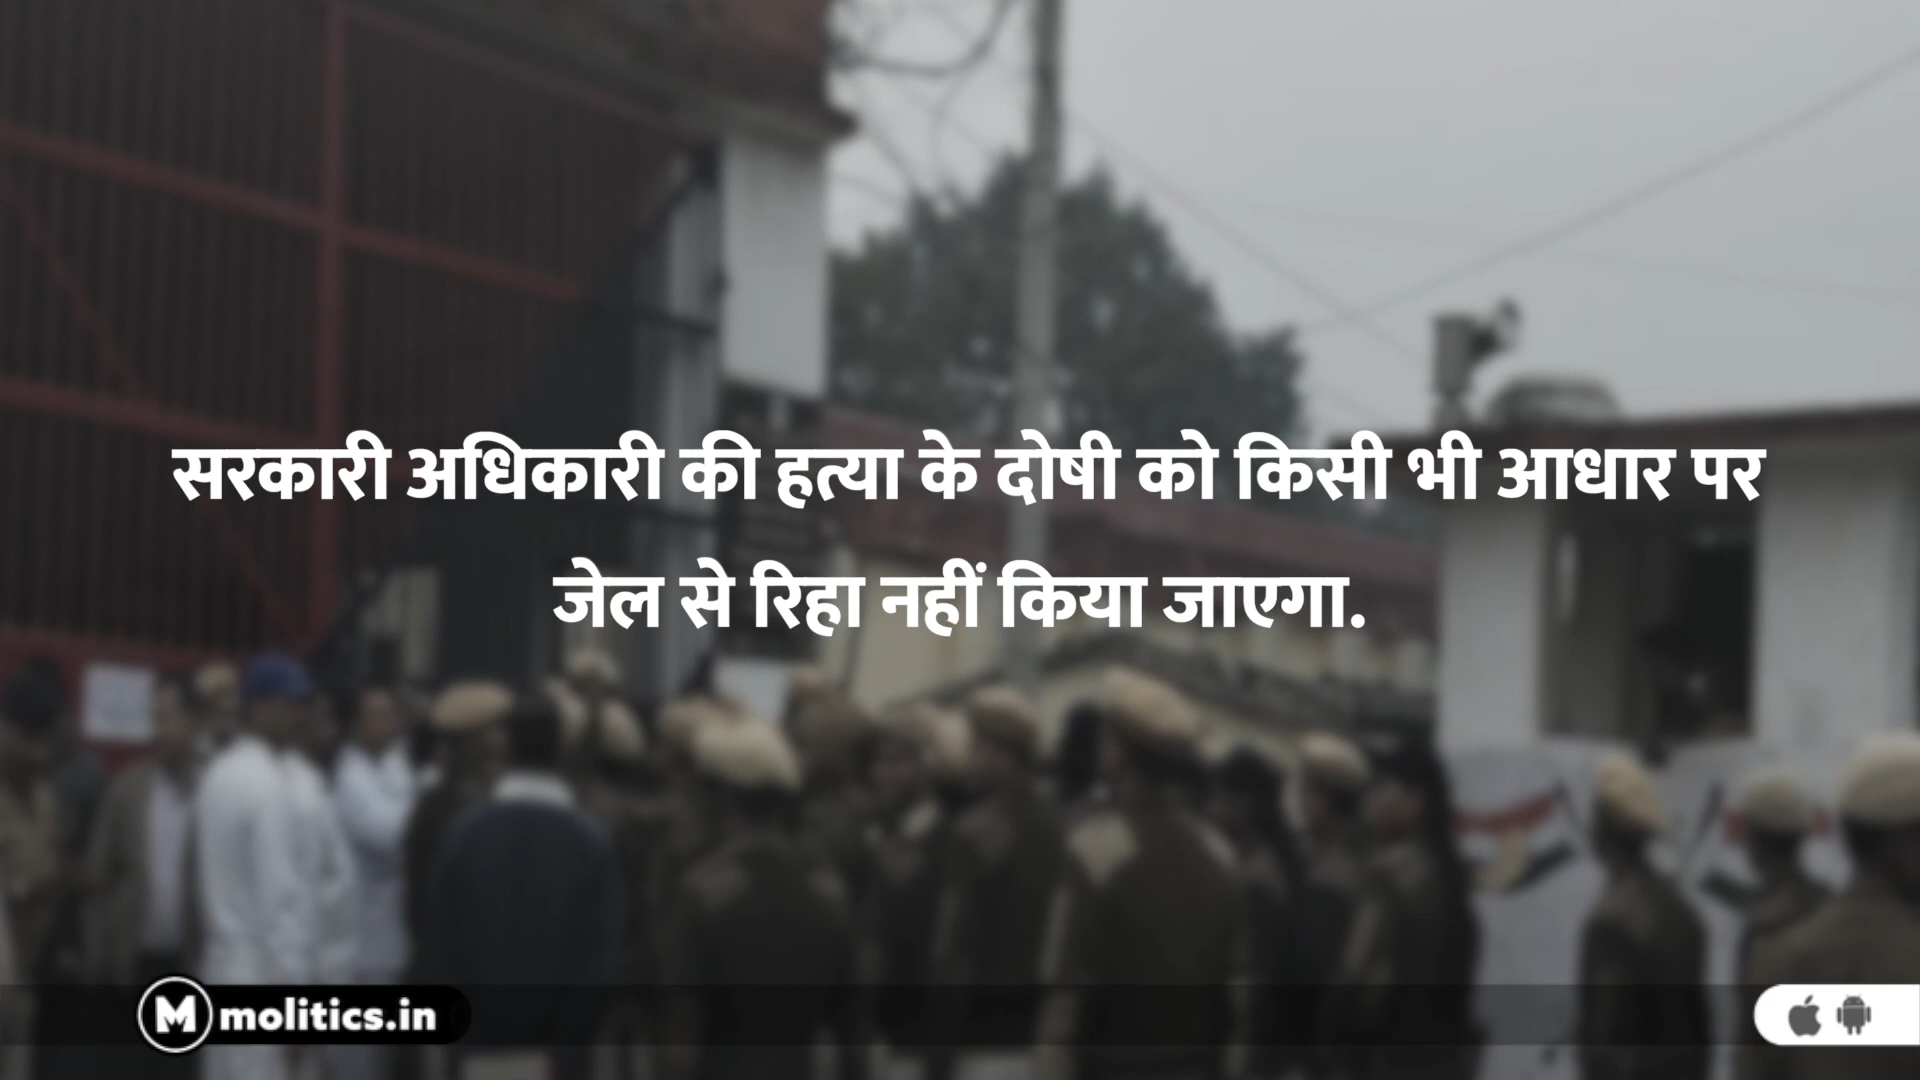 सरकारी अधिकारी की हत्या के दोषी को किसी भी आधार पर
जेल से रिहा नहीं किया जाएगा.
M molitics.in